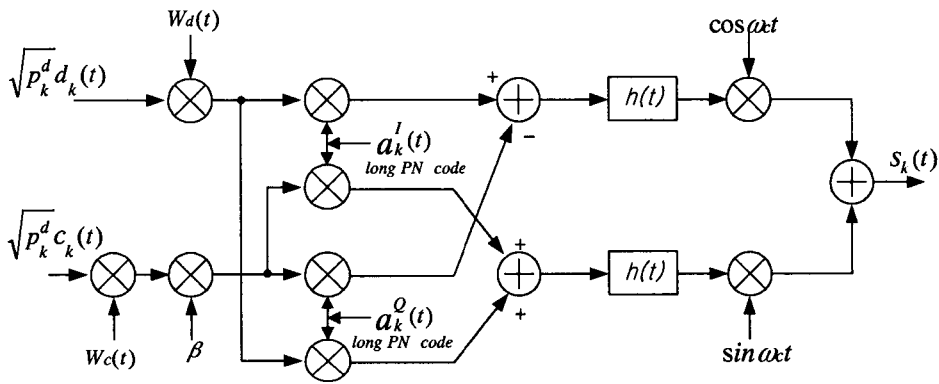 W_d(t)
cos ω_c t
√p_k^d d_k(t)
+
h(t)
−
a_k^I(t)
long PN code
S_k(t)
√p_k^d c_k(t)
+
h(t)
+
a_k^Q(t)
long PN code
W_c(t)
β
sin ω_c t